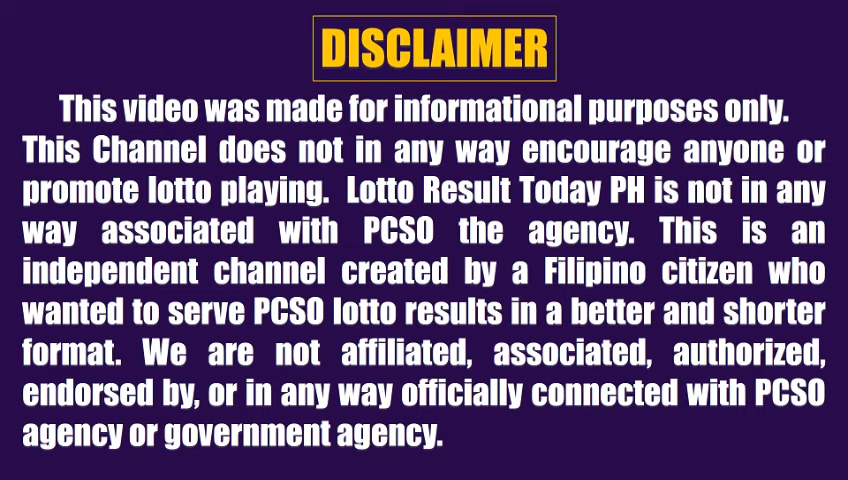 DISCLAIMER
This video was made for informational purposes only.
This Channel does not in any way encourage anyone or
promote lotto playing.  Lotto Result Today PH is not in any
way associated with PCSO the agency. This is an
independent channel created by a Filipino citizen who
wanted to serve PCSO lotto results in a better and shorter
format. We are not affiliated, associated, authorized,
endorsed by, or in any way officially connected with PCSO
agency or government agency.